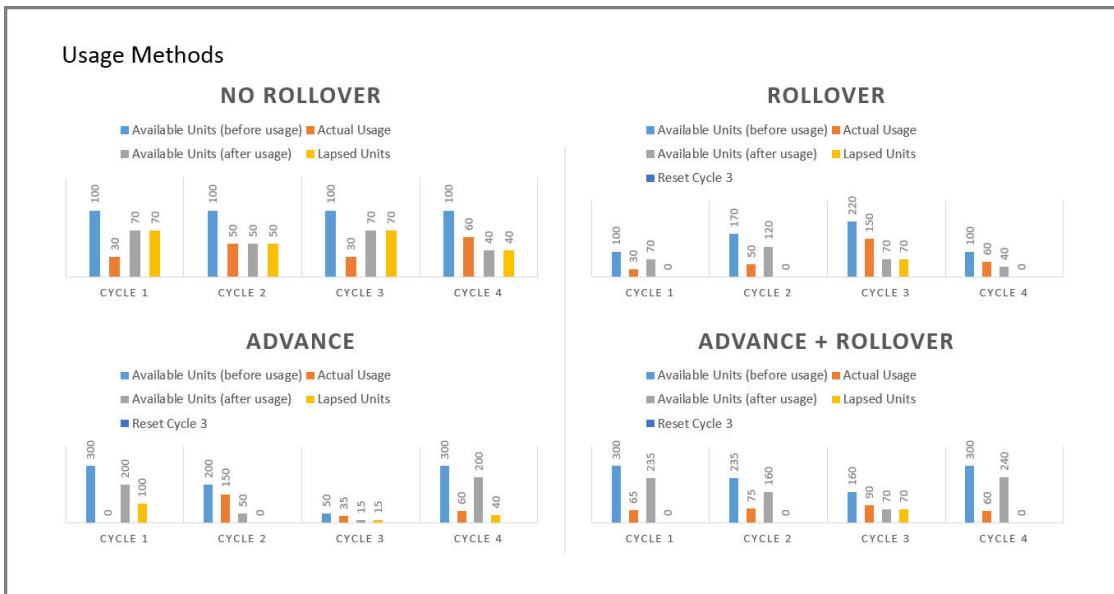 Usage Methods
NO ROLLOVER
Available Units (before usage) Actual Usage
Available Units (after usage) Lapsed Units
100 30 70 70 100 50 50 50 100 30 70 70 100 60 40 40
CYCLE 1 CYCLE 2 CYCLE 3 CYCLE 4
ROLLOVER
Available Units (before usage) Actual Usage
Available Units (after usage) Lapsed Units
Reset Cycle 3
100 30 70 0 170 50 120 0 220 150 70 70 100 60 40 0
CYCLE 1 CYCLE 2 CYCLE 3 CYCLE 4
ADVANCE
Available Units (before usage) Actual Usage
Available Units (after usage) Lapsed Units
Reset Cycle 3
300 0 200 100 200 150 50 0 50 35 15 15 300 60 200 40
CYCLE 1 CYCLE 2 CYCLE 3 CYCLE 4
ADVANCE + ROLLOVER
Available Units (before usage) Actual Usage
Available Units (after usage) Lapsed Units
Reset Cycle 3
300 65 235 0 235 75 160 0 160 90 70 70 300 60 240 0
CYCLE 1 CYCLE 2 CYCLE 3 CYCLE 4